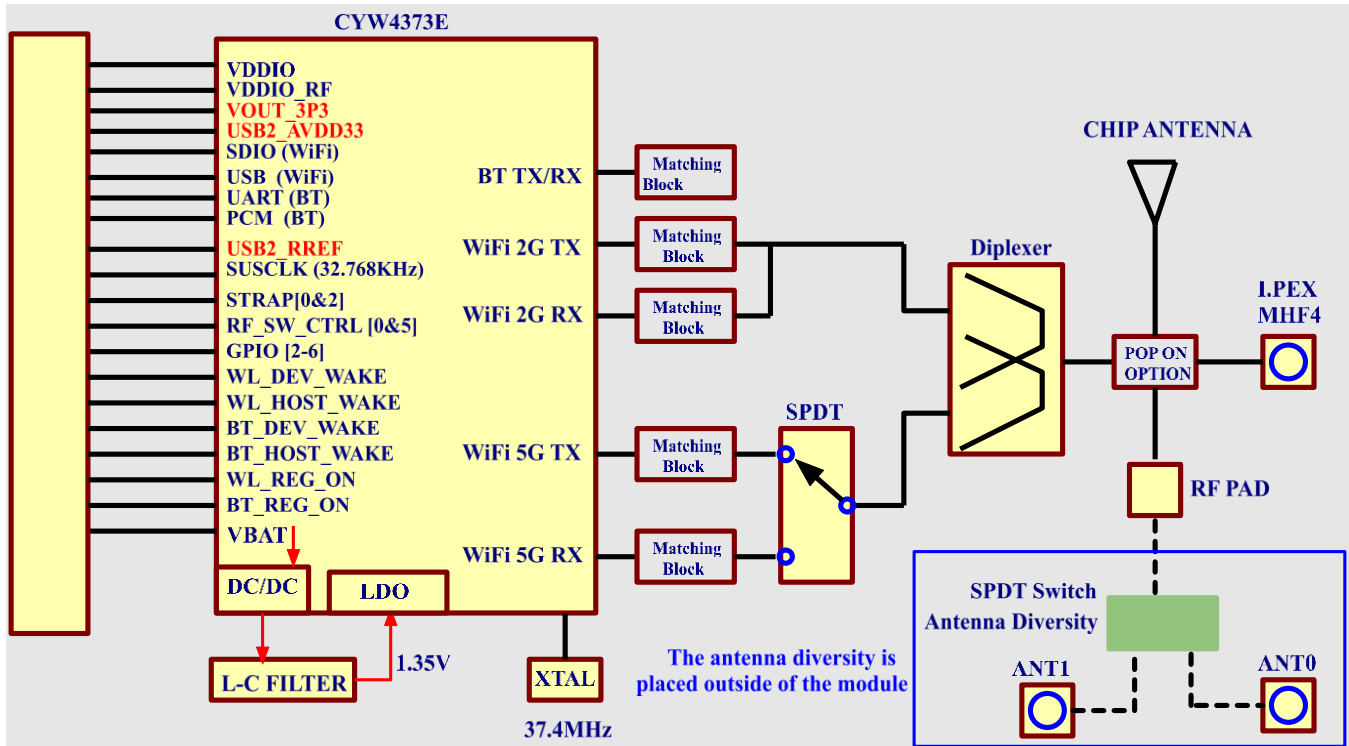 CYW4373E
VDDIO
VDDIO_RF
VOUT_3P3
USB2_AVDD33
SDIO (WiFi)
USB (WiFi)
UART (BT)
PCM (BT)
USB2_RREF
SUSCLK (32.768KHz)
STRAP[0&2]
RF_SW_CTRL [0&5]
GPIO [2-6]
WL_DEV_WAKE
WL_HOST_WAKE
BT_DEV_WAKE
BT_HOST_WAKE
WL_REG_ON
BT_REG_ON
VBAT
DC/DC
LDO
L-C FILTER
1.35V
XTAL
37.4MHz
BT TX/RX
WiFi 2G TX
WiFi 2G RX
WiFi 5G TX
WiFi 5G RX
Matching
Block
Matching
Block
Matching
Block
Matching
Block
Matching
Block
SPDT
Diplexer
CHIP ANTENNA
POP ON
OPTION
I.PEX
MHF4
RF PAD
SPDT Switch
Antenna Diversity
ANT1
ANT0
The antenna diversity is
placed outside of the module